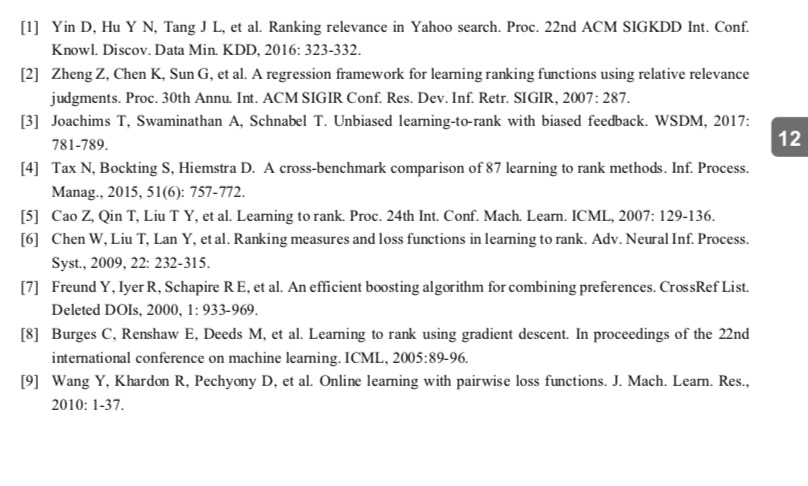 [1] Yin D, Hu Y N, Tang J L, et al. Ranking relevance in Yahoo search. Proc. 22nd ACM SIGKDD Int. Conf.
Knowl. Discov. Data Min. KDD, 2016: 323-332.
[2] Zheng Z, Chen K, Sun G, et al. A regression framework for learning ranking functions using relative relevance
judgments. Proc. 30th Annu. Int. ACM SIGIR Conf. Res. Dev. Inf. Retr. SIGIR, 2007: 287.
[3] Joachims T, Swaminathan A, Schnabel T. Unbiased learning-to-rank with biased feedback. WSDM, 2017:
781-789.
12
[4] Tax N, Bockting S, Hiemstra D. A cross-benchmark comparison of 87 learning to rank methods. Inf. Process.
Manag., 2015, 51(6): 757-772.
[5] Cao Z, Qin T, Liu T Y, et al. Learning to rank. Proc. 24th Int. Conf. Mach. Learn. ICML, 2007: 129-136.
[6] Chen W, Liu T, Lan Y, et al. Ranking measures and loss functions in learning to rank. Adv. Neural Inf. Process.
Syst., 2009, 22: 232-315.
[7] Freund Y, Iyer R, Schapire R E, et al. An efficient boosting algorithm for combining preferences. CrossRef List.
Deleted DOIs, 2000, 1: 933-969.
[8] Burges C, Renshaw E, Deeds M, et al. Learning to rank using gradient descent. In proceedings of the 22nd
international conference on machine learning. ICML, 2005:89-96.
[9] Wang Y, Khardon R, Pechyony D, et al. Online learning with pairwise loss functions. J. Mach. Learn. Res.,
2010: 1-37.